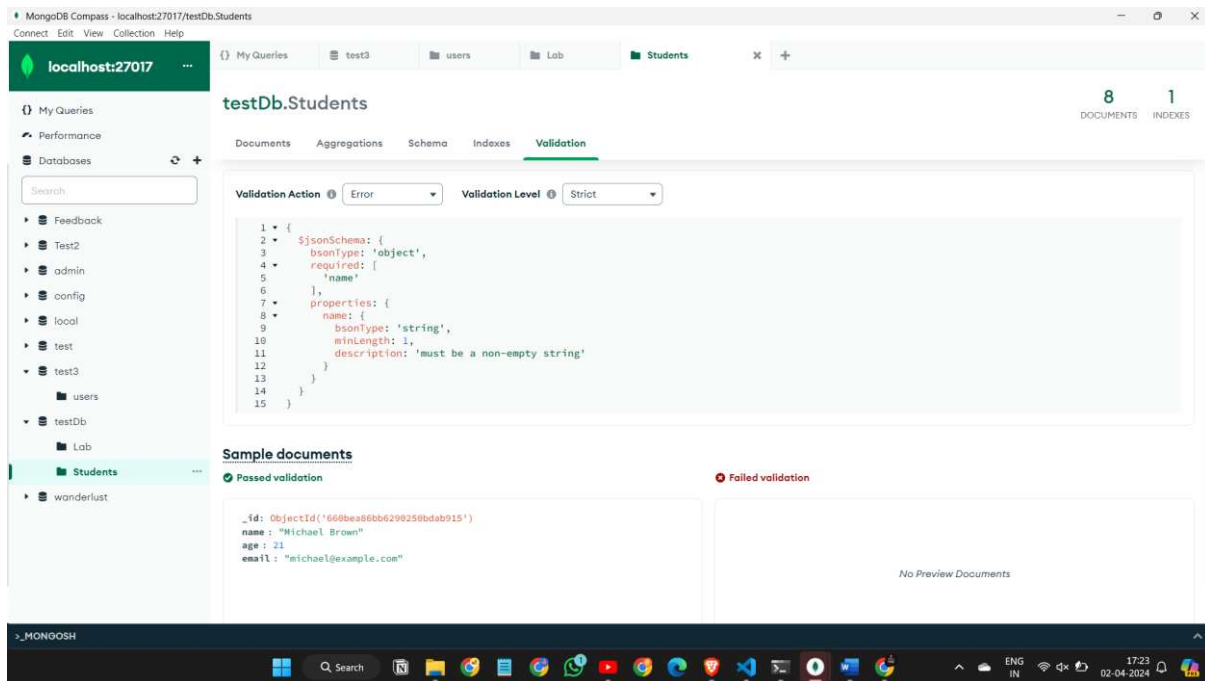 MongoDB Compass - localhost:27017/testDb.Students
Connect Edit View Collection Help
localhost:27017 ...
{} My Queries test3 users Lab Students
{} My Queries
Performance
Databases
Search
Feedback
Test2
admin
config
local
test
test3
users
testDb
Lab
Students
wanderlust
testDb.Students
8 DOCUMENTS
1 INDEXES
Documents Aggregations Schema Indexes Validation
Validation Action Error Validation Level Strict
1 {
2 $jsonSchema: {
3 bsonType: 'object',
4 required: [
5 'name'
6 ],
7 properties: {
8 name: {
9 bsonType: 'string',
10 minLength: 1,
11 description: 'must be a non-empty string'
12 }
13 }
14 }
15 }
Sample documents
Passed validation
_id: ObjectId('660bea86bb6290250bdab915')
name : "Michael Brown"
age : 21
email : "michael@example.com"
Failed validation
No Preview Documents
>_MONGOSH
Search
ENG
IN
17:23
02-04-2024